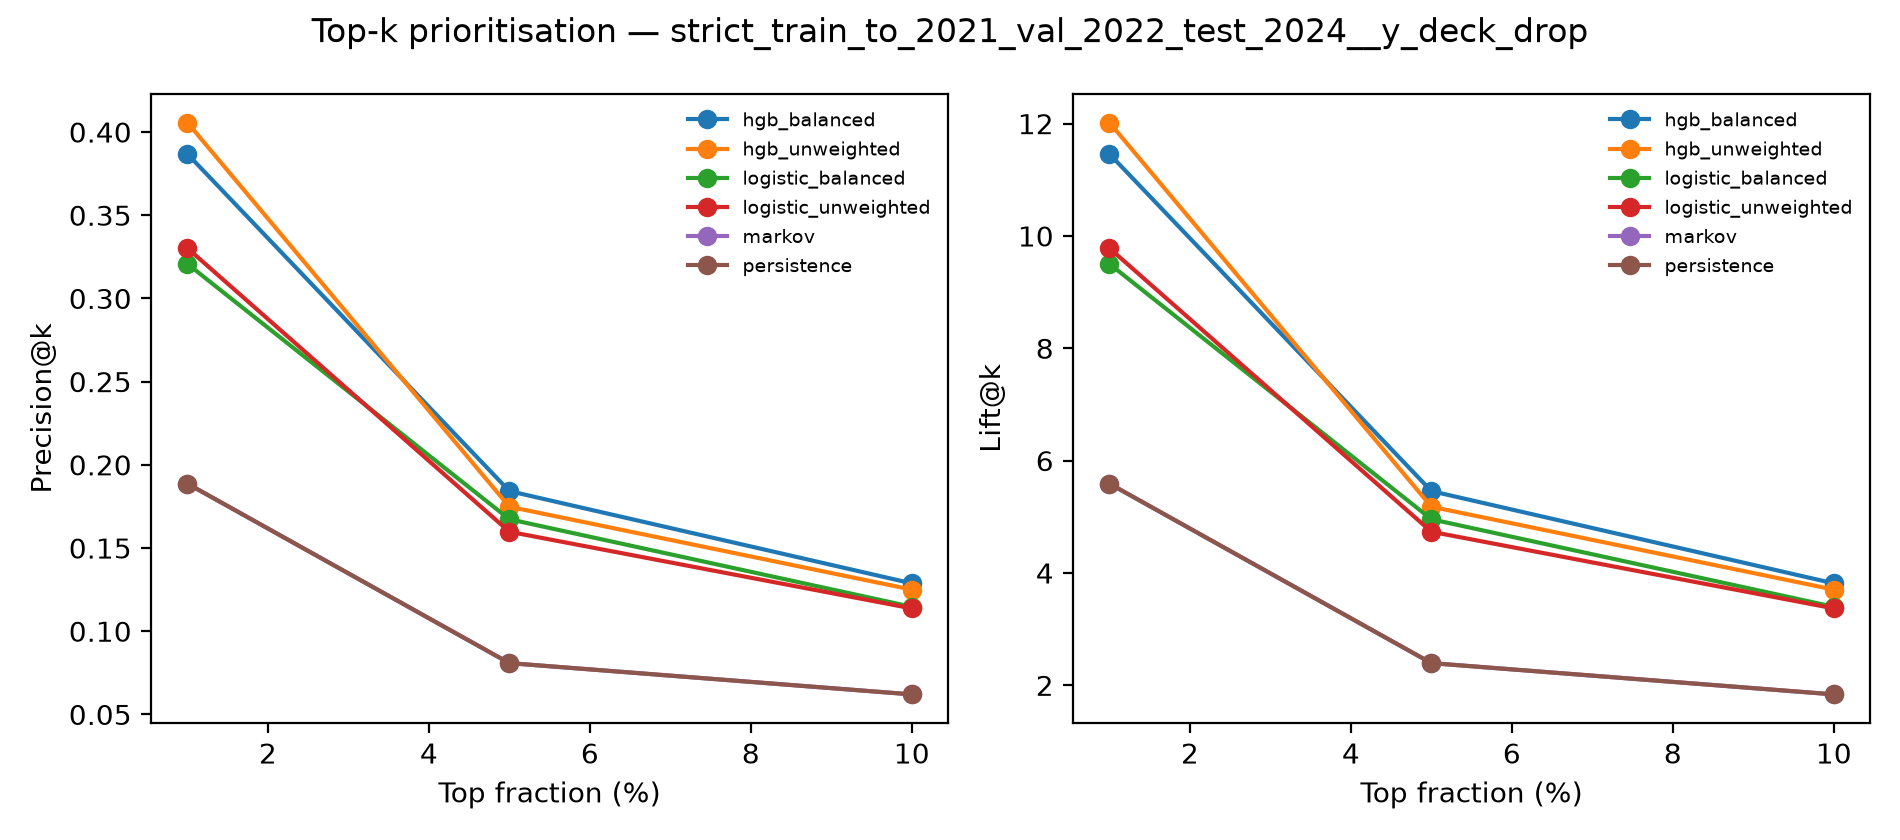 Top-k prioritisation — strict_train_to_2021_val_2022_test_2024__y_deck_drop
Precision@k
0.40
0.35
0.30
0.25
0.20
0.15
0.10
0.05
2 4 6 8 10
Top fraction (%)
hgb_balanced
hgb_unweighted
logistic_balanced
logistic_unweighted
markov
persistence
Lift@k
12
10
8
6
4
2
2 4 6 8 10
Top fraction (%)
hgb_balanced
hgb_unweighted
logistic_balanced
logistic_unweighted
markov
persistence